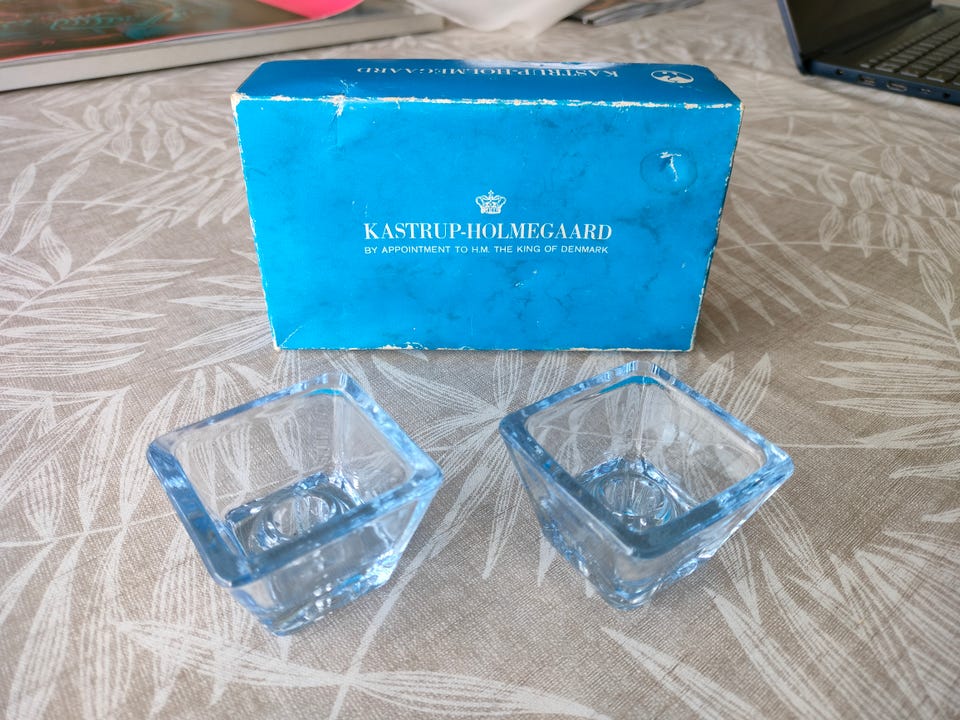 KASTRUP-HOLMEGAARD
KASTRUP-HOLMEGAARD
BY APPOINTMENT TO H.M. THE KING OF DENMARK